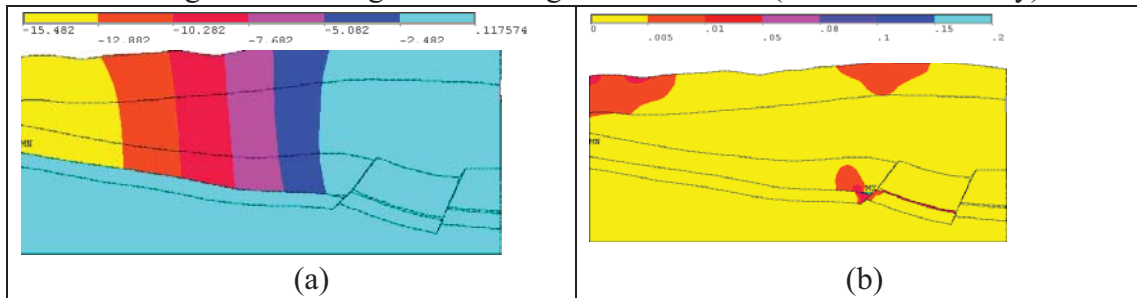 -15.482 -10.282 -5.082 .117574
-12.882 -7.682 -2.482
MN
(a)
0 .01 .08 .15
.005 .05 .1 .2
MN
(b)